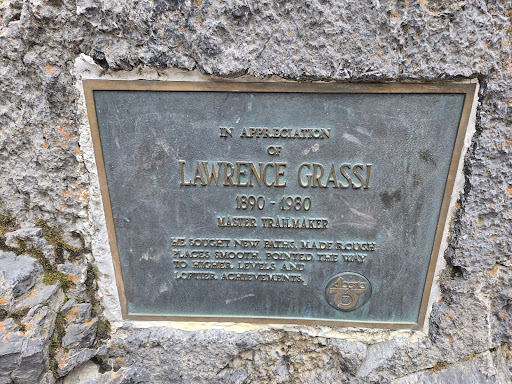 IN APPRECIATION
OF
LAWRENCE GRASSI
1890 - 1980
MASTER TRAILMAKER
HE SOUGHT NEW PATHS, MADE ROUGH
PLACES SMOOTH, POINTED THE WAY
TO HIGHER LEVELS AND
LOFTIER ACHIEVEMENTS.
Alberta